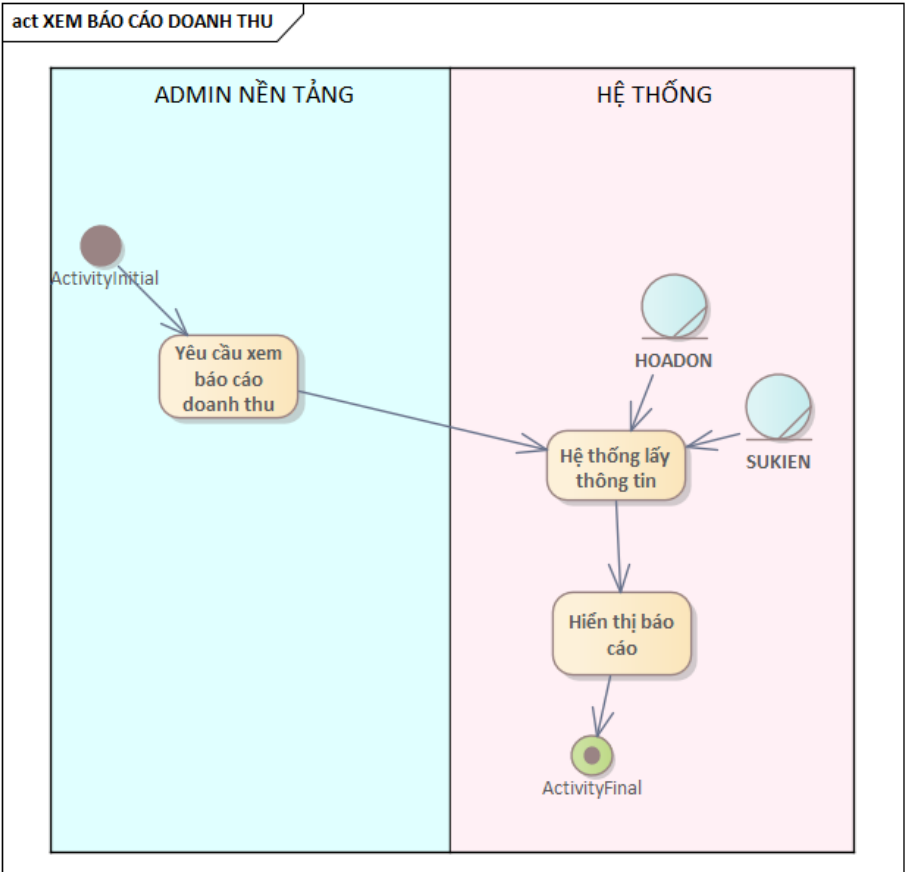 act XEM BÁO CÁO DOANH THU
ADMIN NỀN TẢNG
HỆ THỐNG
ActivityInitial
Yêu cầu xem
báo cáo
doanh thu
HOADON
SUKIEN
Hệ thống lấy
thông tin
Hiển thị báo
cáo
ActivityFinal